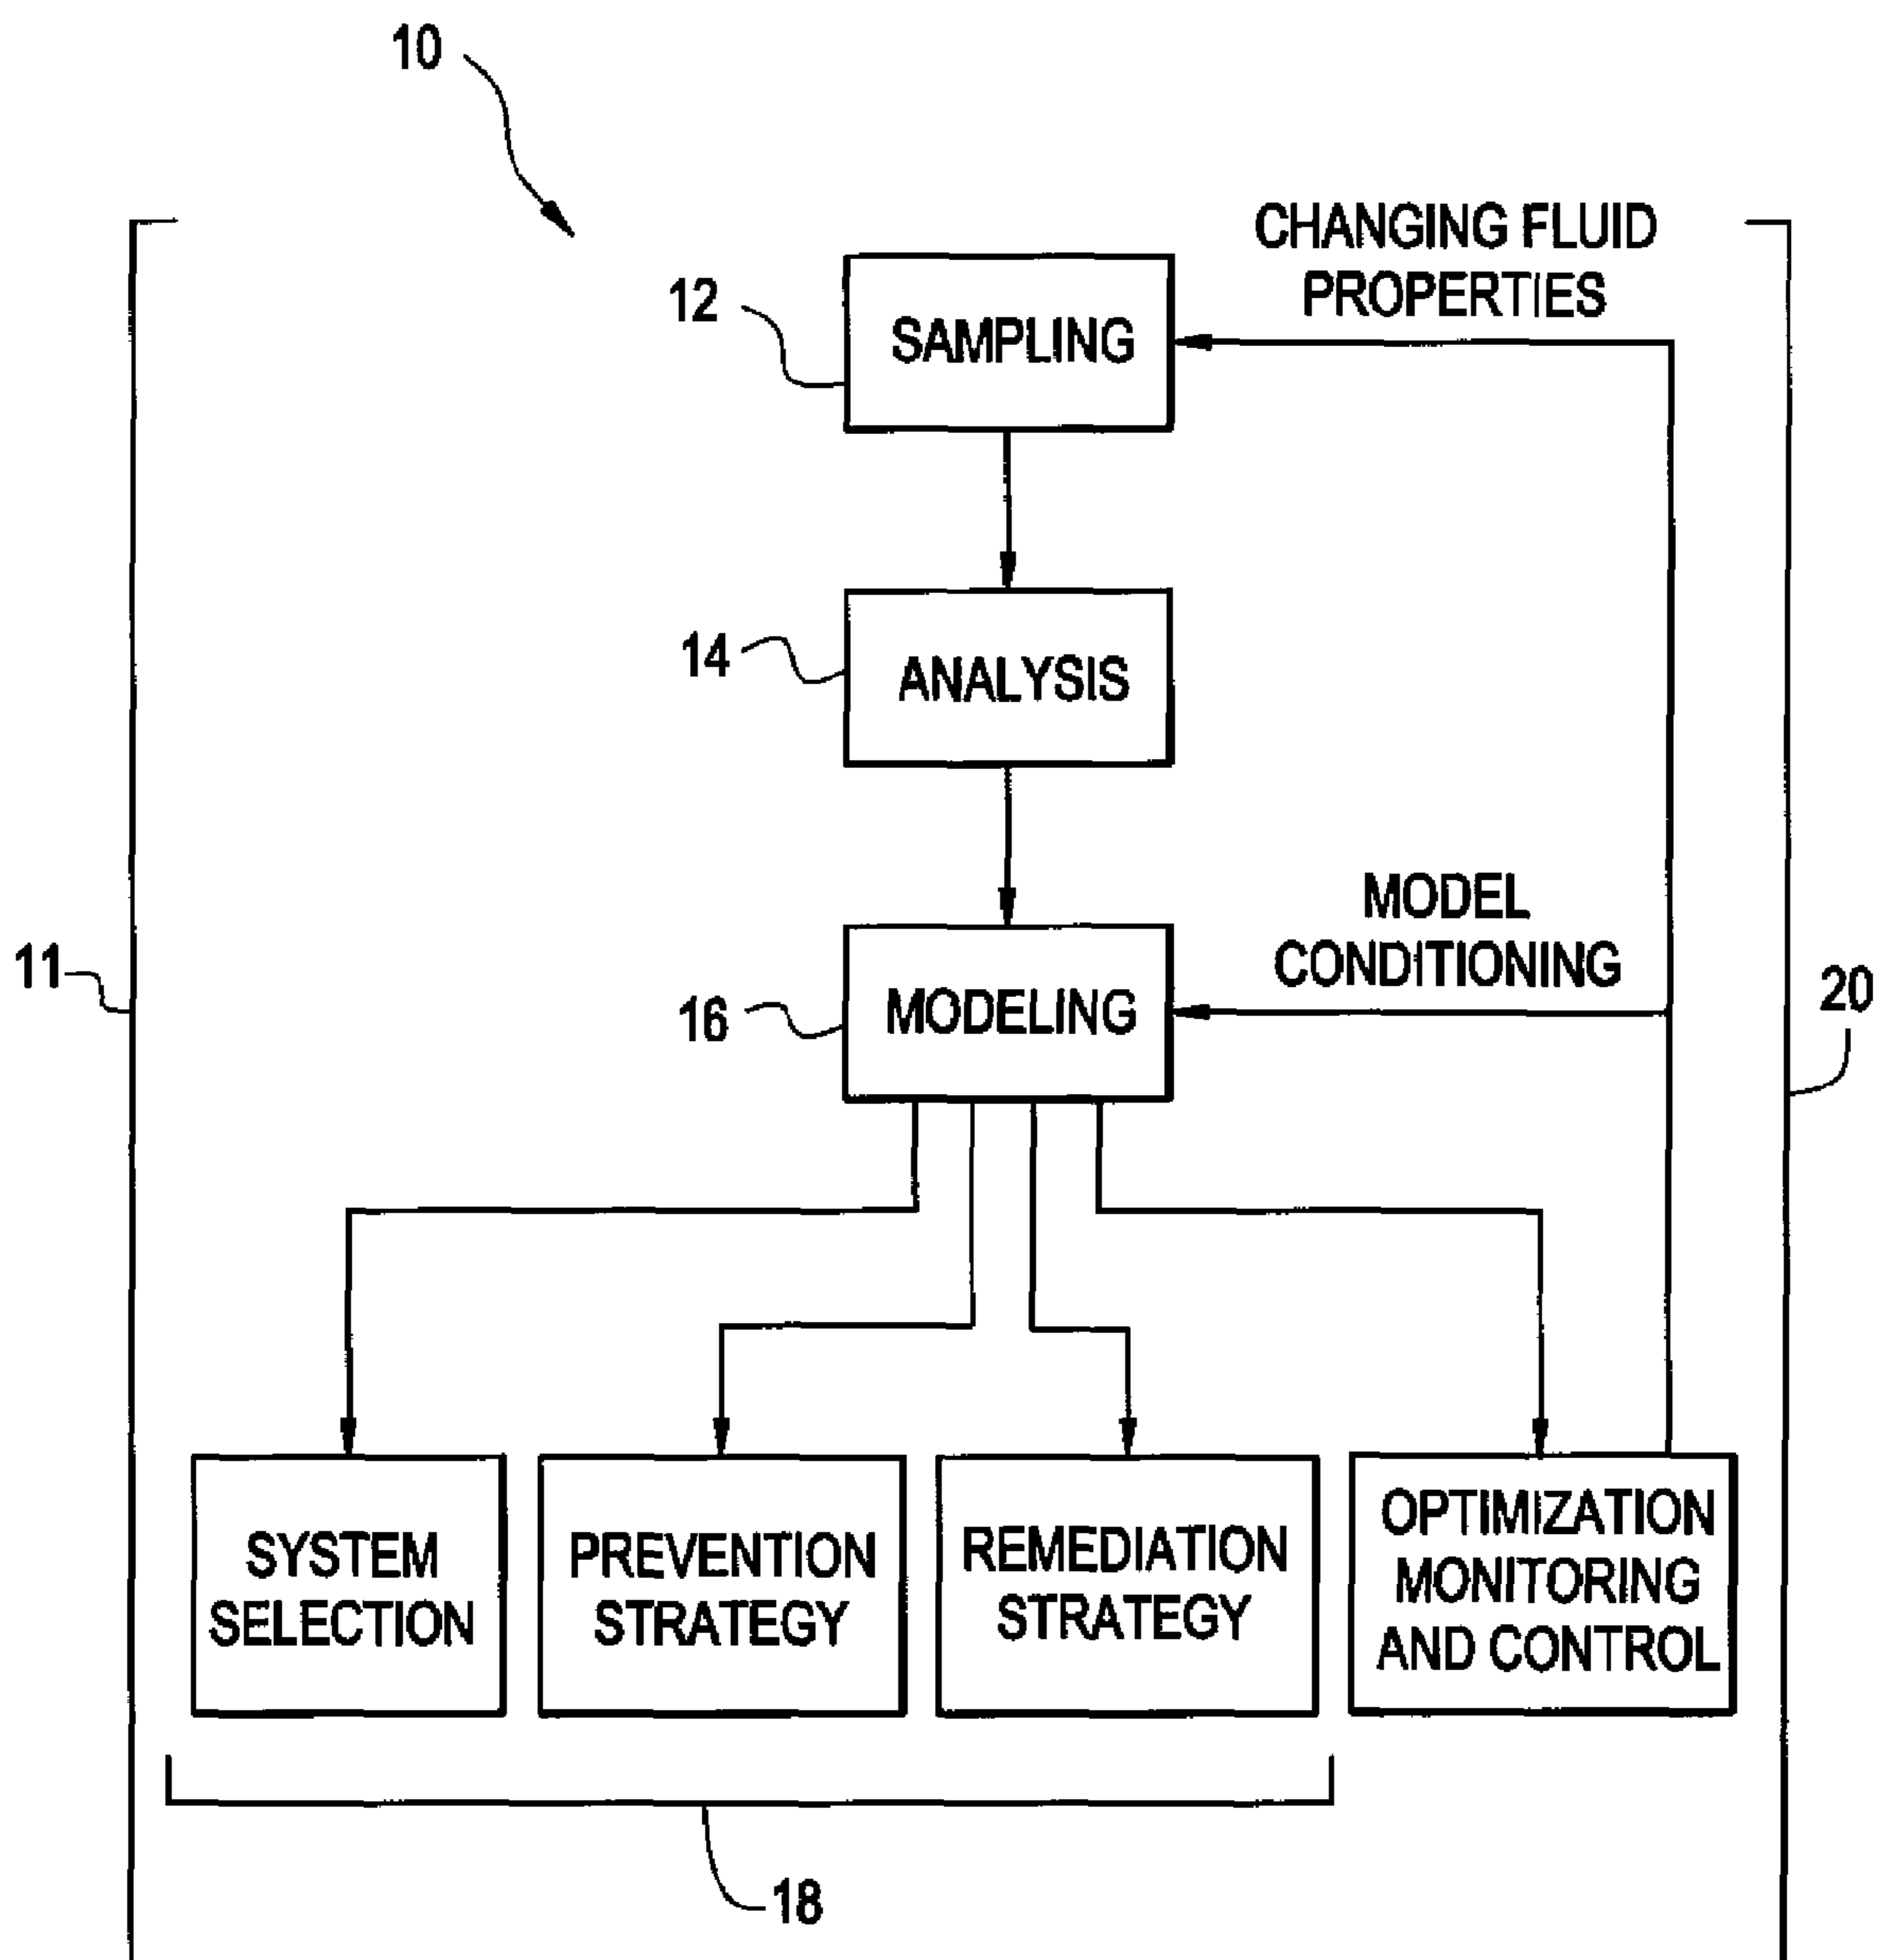 10
CHANGING FLUID
PROPERTIES
12
SAMPLING
14
ANALYSIS
MODEL
CONDITIONING
11
20
16
MODELING
SYSTEM
SELECTION
PREVENTION
STRATEGY
REMEDIATION
STRATEGY
OPTIMIZATION
MONITORING
AND CONTROL
18